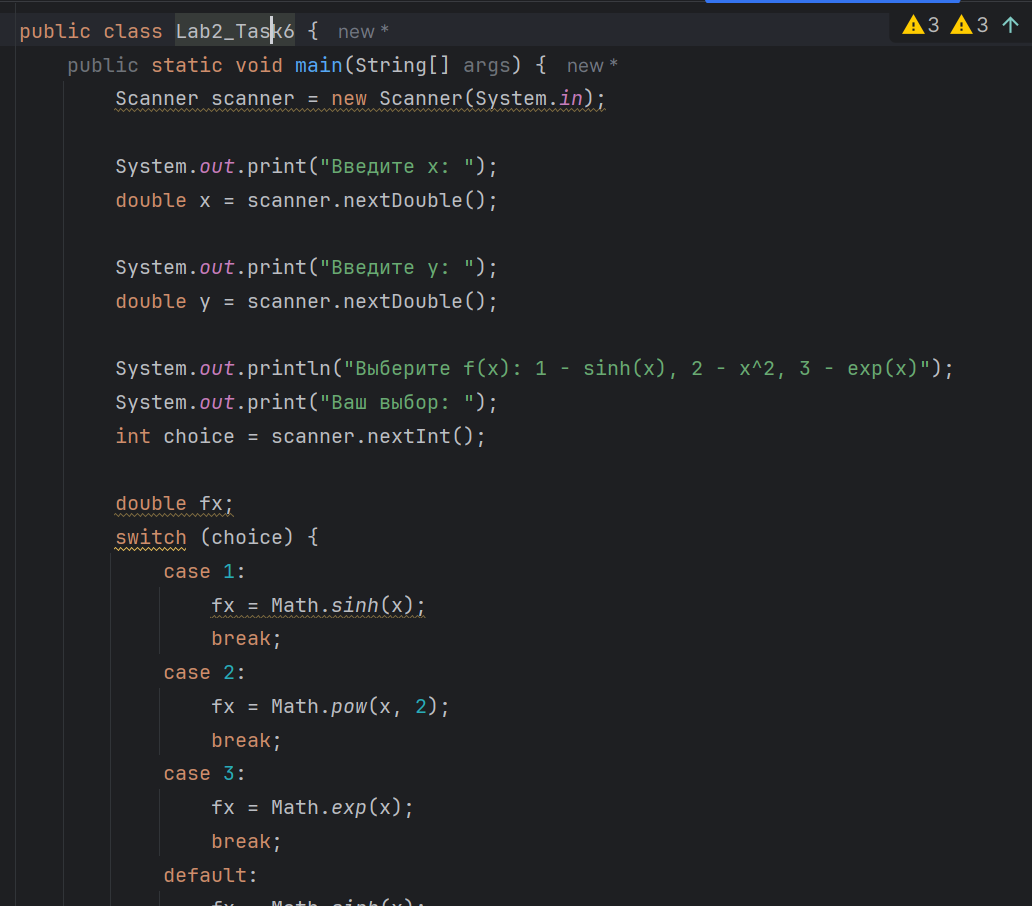 public class Lab2_Task6 { new *
3 3
public static void main(String[] args) { new *
Scanner scanner = new Scanner(System.in);
System.out.print("Введите x: ");
double x = scanner.nextDouble();
System.out.print("Введите y: ");
double y = scanner.nextDouble();
System.out.println("Выберите f(x): 1 - sinh(x), 2 - x^2, 3 - exp(x)");
System.out.print("Ваш выбор: ");
int choice = scanner.nextInt();
double fx;
switch (choice) {
case 1:
fx = Math.sinh(x);
break;
case 2:
fx = Math.pow(x, 2);
break;
case 3:
fx = Math.exp(x);
break;
default:
fx = Math.sinh(x);